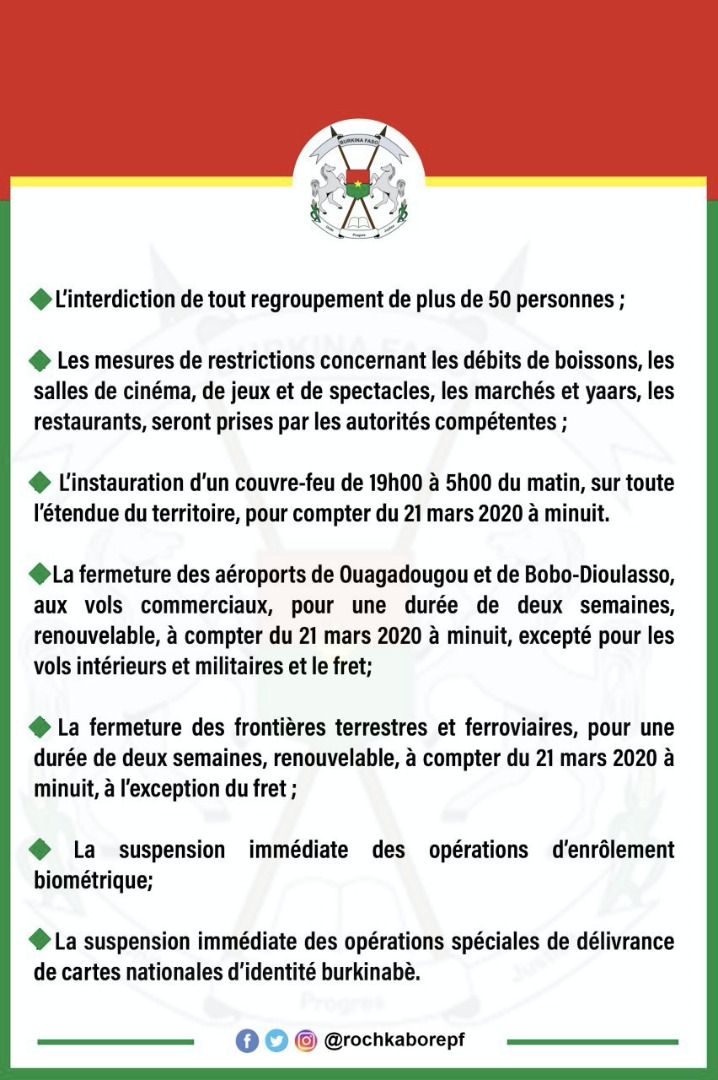 BURKINA FASO
Unité
Progrès
Justice
◆L'interdiction de tout regroupement de plus de 50 personnes ;
◆ Les mesures de restrictions concernant les débits de boissons, les
salles de cinéma, de jeux et de spectacles, les marchés et yaars, les
restaurants, seront prises par les autorités compétentes ;
◆ L'instauration d'un couvre-feu de 19h00 à 5h00 du matin, sur toute
l'étendue du territoire, pour compter du 21 mars 2020 à minuit.
◆La fermeture des aéroports de Ouagadougou et de Bobo-Dioulasso,
aux vols commerciaux, pour une durée de deux semaines,
renouvelable, à compter du 21 mars 2020 à minuit, excepté pour les
vols intérieurs et militaires et le fret;
◆ La fermeture des frontières terrestres et ferroviaires, pour une
durée de deux semaines, renouvelable, à compter du 21 mars 2020 à
minuit, à l'exception du fret ;
◆ La suspension immédiate des opérations d'enrôlement
biométrique;
◆La suspension immédiate des opérations spéciales de délivrance
de cartes nationales d'identité burkinabè.
@rochkaborepf